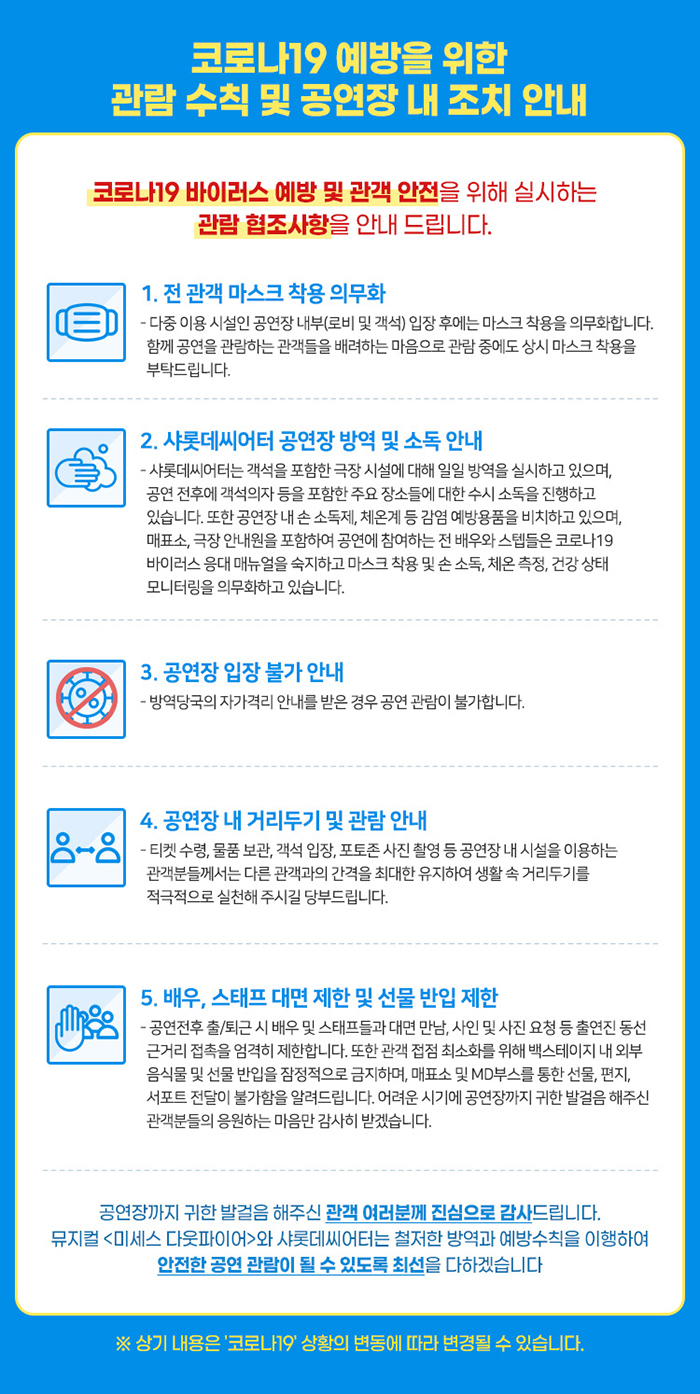 코로나19 예방을 위한
관람 수칙 및 공연장 내 조치 안내
코로나19 바이러스 예방 및 관객 안전을 위해 실시하는
관람 협조사항을 안내 드립니다.
1. 전 관객 마스크 착용 의무화
- 다중 이용 시설인 공연장 내부(로비 및 객석) 입장 후에는 마스크 착용을 의무화합니다.
함께 공연을 관람하는 관객들을 배려하는 마음으로 관람 중에도 상시 마스크 착용을
부탁드립니다.
2. 샤롯데씨어터 공연장 방역 및 소독 안내
- 샤롯데씨어터는 객석을 포함한 극장 시설에 대해 일일 방역을 실시하고 있으며,
공연 전후에 객석의자 등을 포함한 주요 장소들에 대한 수시 소독을 진행하고
있습니다. 또한 공연장 내 손 소독제, 체온계 등 감염 예방용품을 비치하고 있으며,
매표소, 극장 안내원을 포함하여 공연에 참여하는 전 배우와 스텝들은 코로나19
바이러스 응대 매뉴얼을 숙지하고 마스크 착용 및 손 소독, 체온 측정, 건강 상태
모니터링을 의무화하고 있습니다.
3. 공연장 입장 불가 안내
- 방역당국의 자가격리 안내를 받은 경우 공연 관람이 불가합니다.
4. 공연장 내 거리두기 및 관람 안내
- 티켓 수령, 물품 보관, 객석 입장, 포토존 사진 촬영 등 공연장 내 시설을 이용하는
관객분들께서는 다른 관객과의 간격을 최대한 유지하여 생활 속 거리두기를
적극적으로 실천해 주시길 당부드립니다.
5. 배우, 스태프 대면 제한 및 선물 반입 제한
- 공연전후 출/퇴근 시 배우 및 스태프들과 대면 만남, 사인 및 사진 요청 등 출연진 동선
근거리 접촉을 엄격히 제한합니다. 또한 관객 접점 최소화를 위해 백스테이지 내 외부
음식물 및 선물 반입을 잠정적으로 금지하며, 매표소 및 MD부스를 통한 선물, 편지,
서포트 전달이 불가함을 알려드립니다. 어려운 시기에 공연장까지 귀한 발걸음 해주신
관객분들의 응원하는 마음만 감사히 받겠습니다.
공연장까지 귀한 발걸음 해주신 관객 여러분께 진심으로 감사드립니다.
뮤지컬 <미세스 다웃파이어>와 샤롯데씨어터는 철저한 방역과 예방수칙을 이행하여
안전한 공연 관람이 될 수 있도록 최선을 다하겠습니다
※ 상기 내용은 '코로나19' 상황의 변동에 따라 변경될 수 있습니다.